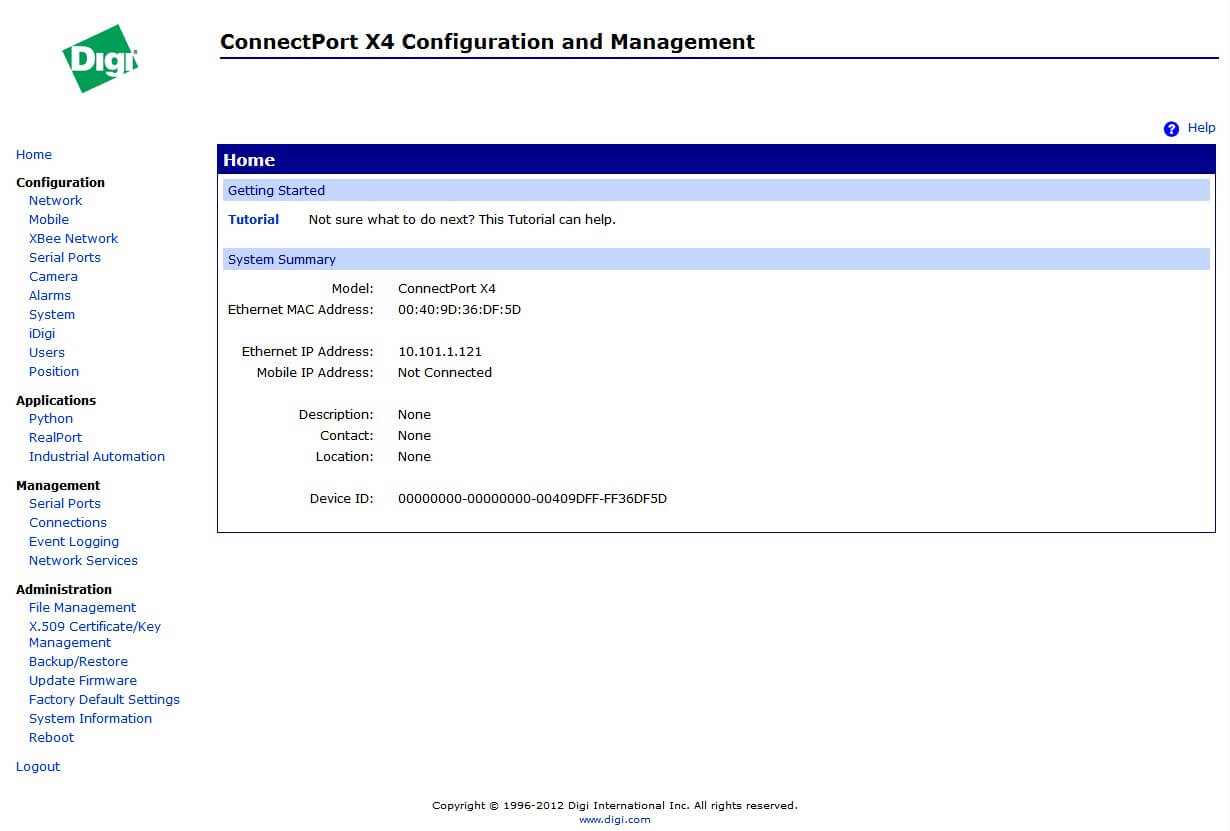 Digi
ConnectPort X4 Configuration and Management
? Help
Home
Configuration
Network
Mobile
XBee Network
Serial Ports
Camera
Alarms
System
iDigi
Users
Position
Applications
Python
RealPort
Industrial Automation
Management
Serial Ports
Connections
Event Logging
Network Services
Administration
File Management
X.509 Certificate/Key
Management
Backup/Restore
Update Firmware
Factory Default Settings
System Information
Reboot
Logout
Home
Getting Started
Tutorial Not sure what to do next? This Tutorial can help.
System Summary
Model: ConnectPort X4
Ethernet MAC Address: 00:40:9D:36:DF:5D
Ethernet IP Address: 10.101.1.121
Mobile IP Address: Not Connected
Description: None
Contact: None
Location: None
Device ID: 00000000-00000000-00409DFF-FF36DF5D
Copyright © 1996-2012 Digi International Inc. All rights reserved.
www.digi.com